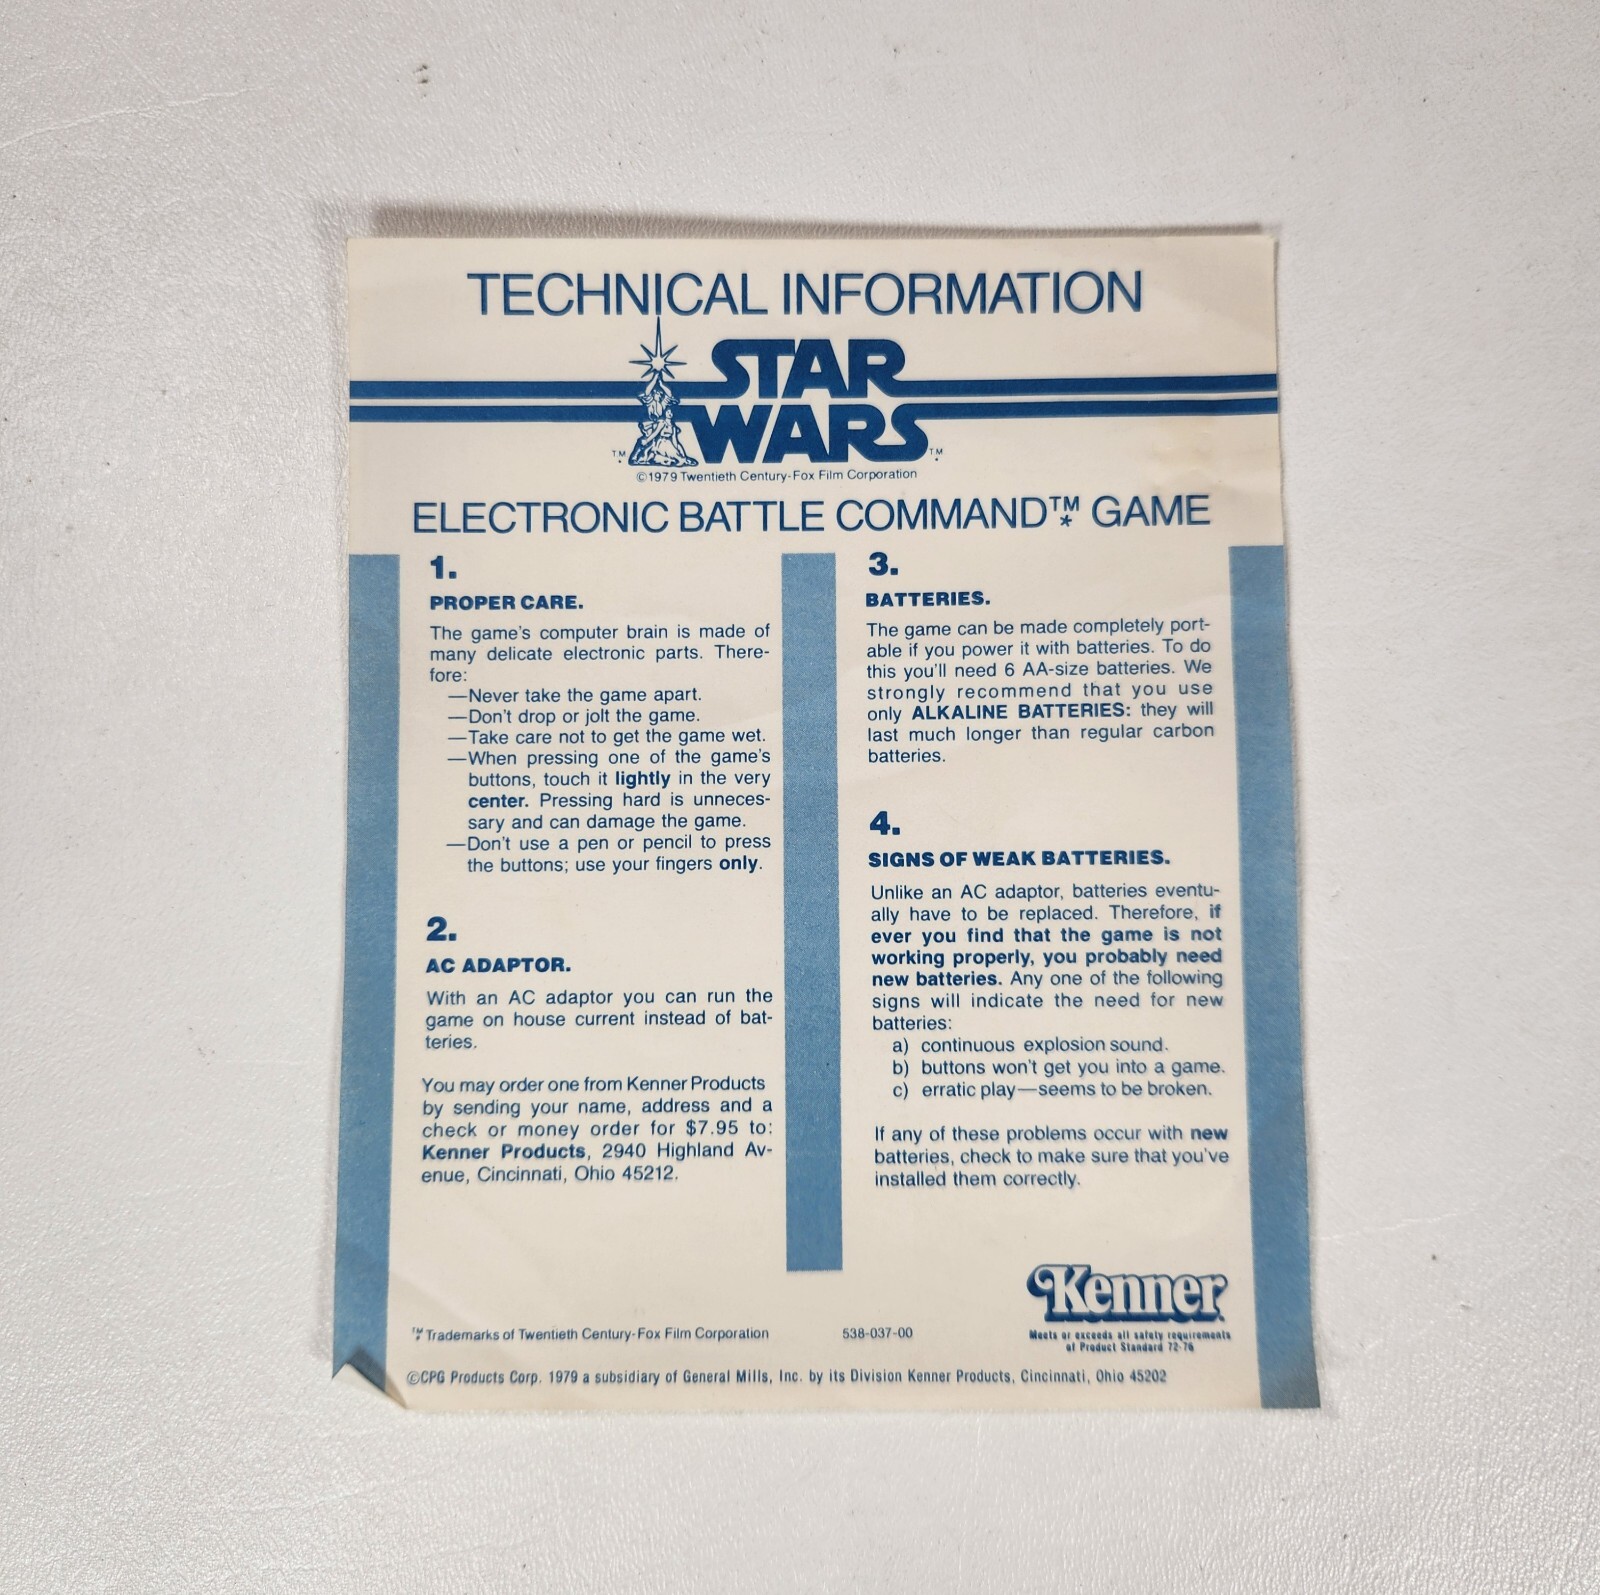 TECHNICAL INFORMATION
STAR
WARS
TM
TM
©1979 Twentieth Century-Fox Film Corporation
ELECTRONIC BATTLE COMMAND™* GAME
1.
PROPER CARE.
The game's computer brain is made of
many delicate electronic parts. There-
fore:
—Never take the game apart.
—Don't drop or jolt the game.
—Take care not to get the game wet.
—When pressing one of the game's
buttons, touch it lightly in the very
center. Pressing hard is unneces-
sary and can damage the game.
—Don't use a pen or pencil to press
the buttons; use your fingers only.
2.
AC ADAPTOR.
With an AC adaptor you can run the
game on house current instead of bat-
teries.
You may order one from Kenner Products
by sending your name, address and a
check or money order for $7.95 to:
Kenner Products, 2940 Highland Av-
enue, Cincinnati, Ohio 45212.
3.
BATTERIES.
The game can be made completely port-
able if you power it with batteries. To do
this you'll need 6 AA-size batteries. We
strongly recommend that you use
only ALKALINE BATTERIES: they will
last much longer than regular carbon
batteries.
4.
SIGNS OF WEAK BATTERIES.
Unlike an AC adaptor, batteries eventu-
ally have to be replaced. Therefore, if
ever you find that the game is not
working properly, you probably need
new batteries. Any one of the following
signs will indicate the need for new
batteries:
a) continuous explosion sound.
b) buttons won't get you into a game.
c) erratic play—seems to be broken.
If any of these problems occur with new
batteries, check to make sure that you've
installed them correctly.
Kenner
Meets or exceeds all safety requirements
of Product Standard 72-76
™* Trademarks of Twentieth Century-Fox Film Corporation
538-037-00
©CPG Products Corp. 1979 a subsidiary of General Mills, Inc. by its Division Kenner Products, Cincinnati, Ohio 45202